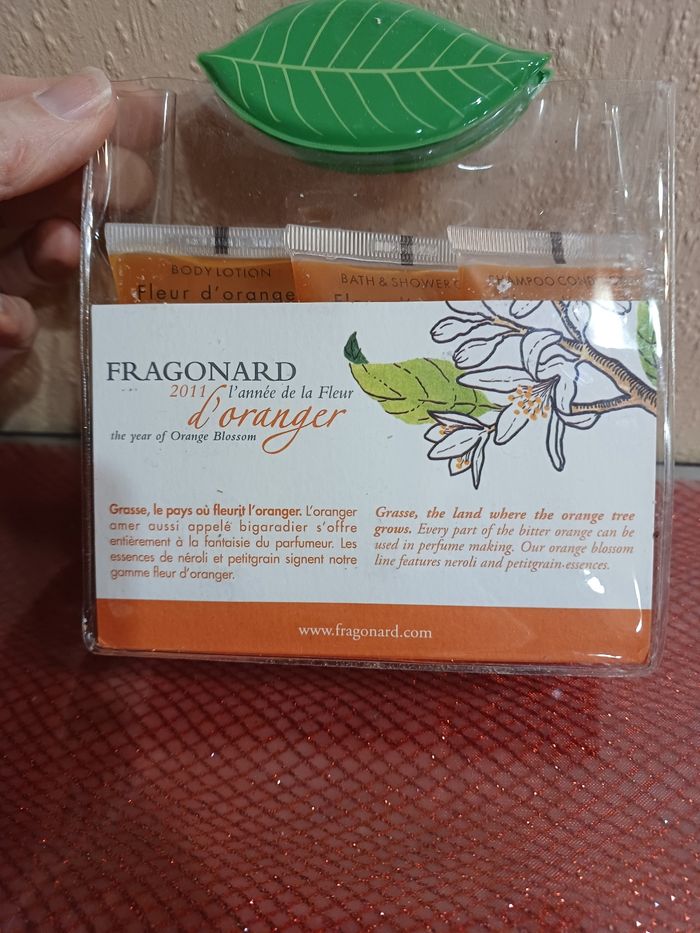 BODY LOTION
Fleur d'orange
BATH & SHOWER
SHAMPOO
FRAGONARD
2011 l'année de la Fleur
d'oranger
the year of Orange Blossom
Grasse, le pays où fleurit l'oranger. L'oranger
amer aussi appelé bigaradier s'offre
entièrement à la fantaisie du parfumeur. Les
essences de néroli et petitgrain signent notre
gamme fleur d'oranger.
Grasse, the land where the orange tree
grows. Every part of the bitter orange can be
used in perfume making. Our orange blossom
line features neroli and petitgrain-essences.
www.fragonard.com